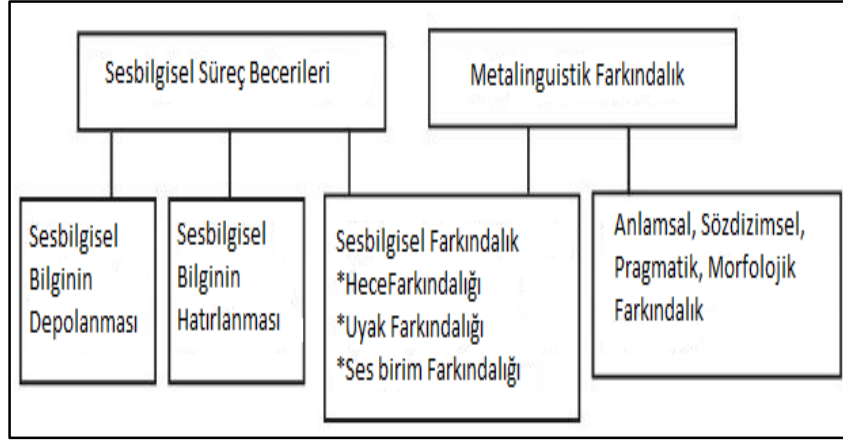 Sesbilgisel Süreç Becerileri
Metalinguistik Farkındalık
Sesbilgisel
Bilginin
Depolanması
Sesbilgisel
Bilginin
Hatırlanması
Sesbilgisel Farkındalık
*HeceFarkındalığı
*Uyak Farkındalığı
*Ses birim Farkındalığı
Anlamsal, Sözdizimsel,
Pragmatik, Morfolojik
Farkındalık